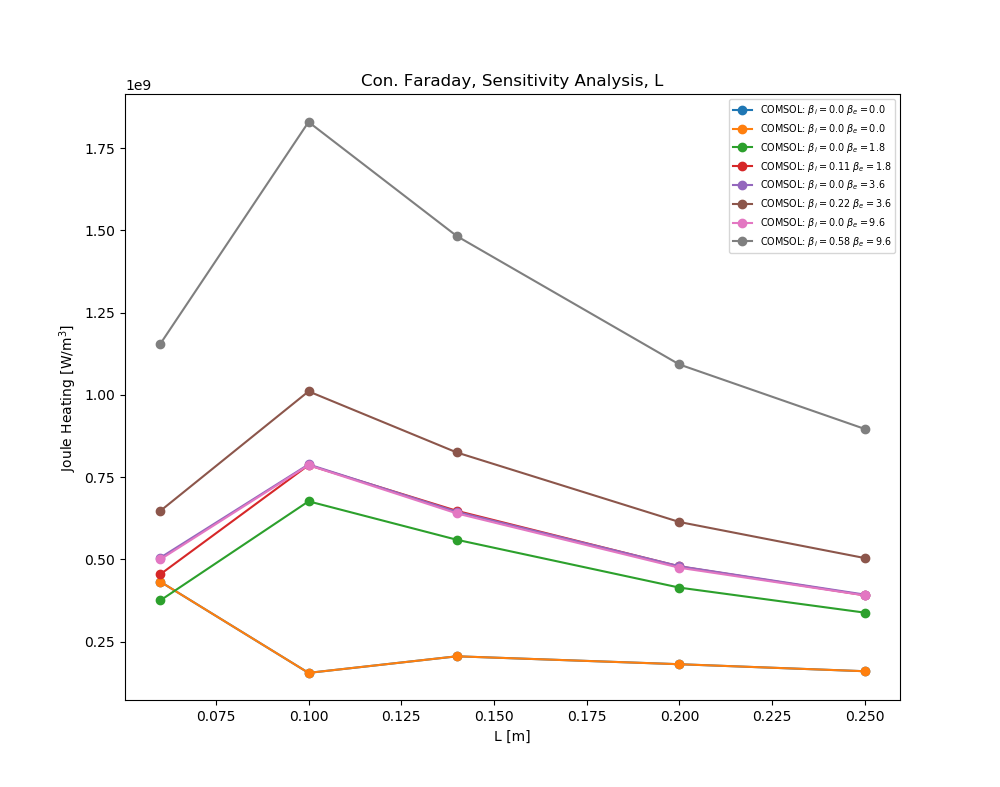 Con. Faraday, Sensitivity Analysis, L
1e9
1.75
1.50
1.25
1.00
0.75
0.50
0.25
Joule Heating [W/m³]
COMSOL: βᵢ = 0.0 βₑ = 0.0
COMSOL: βᵢ = 0.0 βₑ = 0.0
COMSOL: βᵢ = 0.0 βₑ = 1.8
COMSOL: βᵢ = 0.11 βₑ = 1.8
COMSOL: βᵢ = 0.0 βₑ = 3.6
COMSOL: βᵢ = 0.22 βₑ = 3.6
COMSOL: βᵢ = 0.0 βₑ = 9.6
COMSOL: βᵢ = 0.58 βₑ = 9.6
0.075 0.100 0.125 0.150 0.175 0.200 0.225 0.250
L [m]